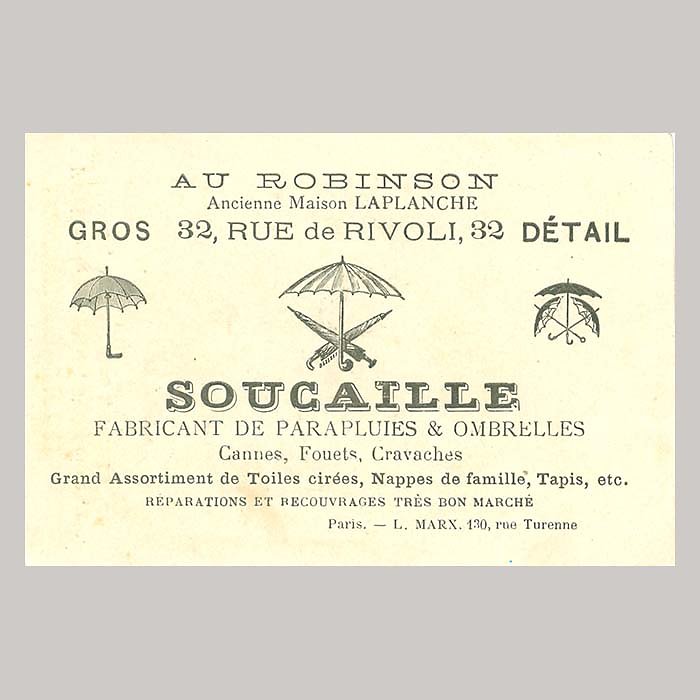 AU ROBINSON
Ancienne Maison LAPLANCHE
GROS 32, RUE de RIVOLI, 32 DÉTAIL
SOUCAILLE
FABRICANT DE PARAPLUIES & OMBRELLES
Cannes, Fouets, Cravaches
Grand Assortiment de Toiles cirées, Nappes de famille, Tapis, etc.
RÉPARATIONS ET RECOUVRAGES TRÈS BON MARCHÉ
Paris. — L. MARX. 130, rue Turenne